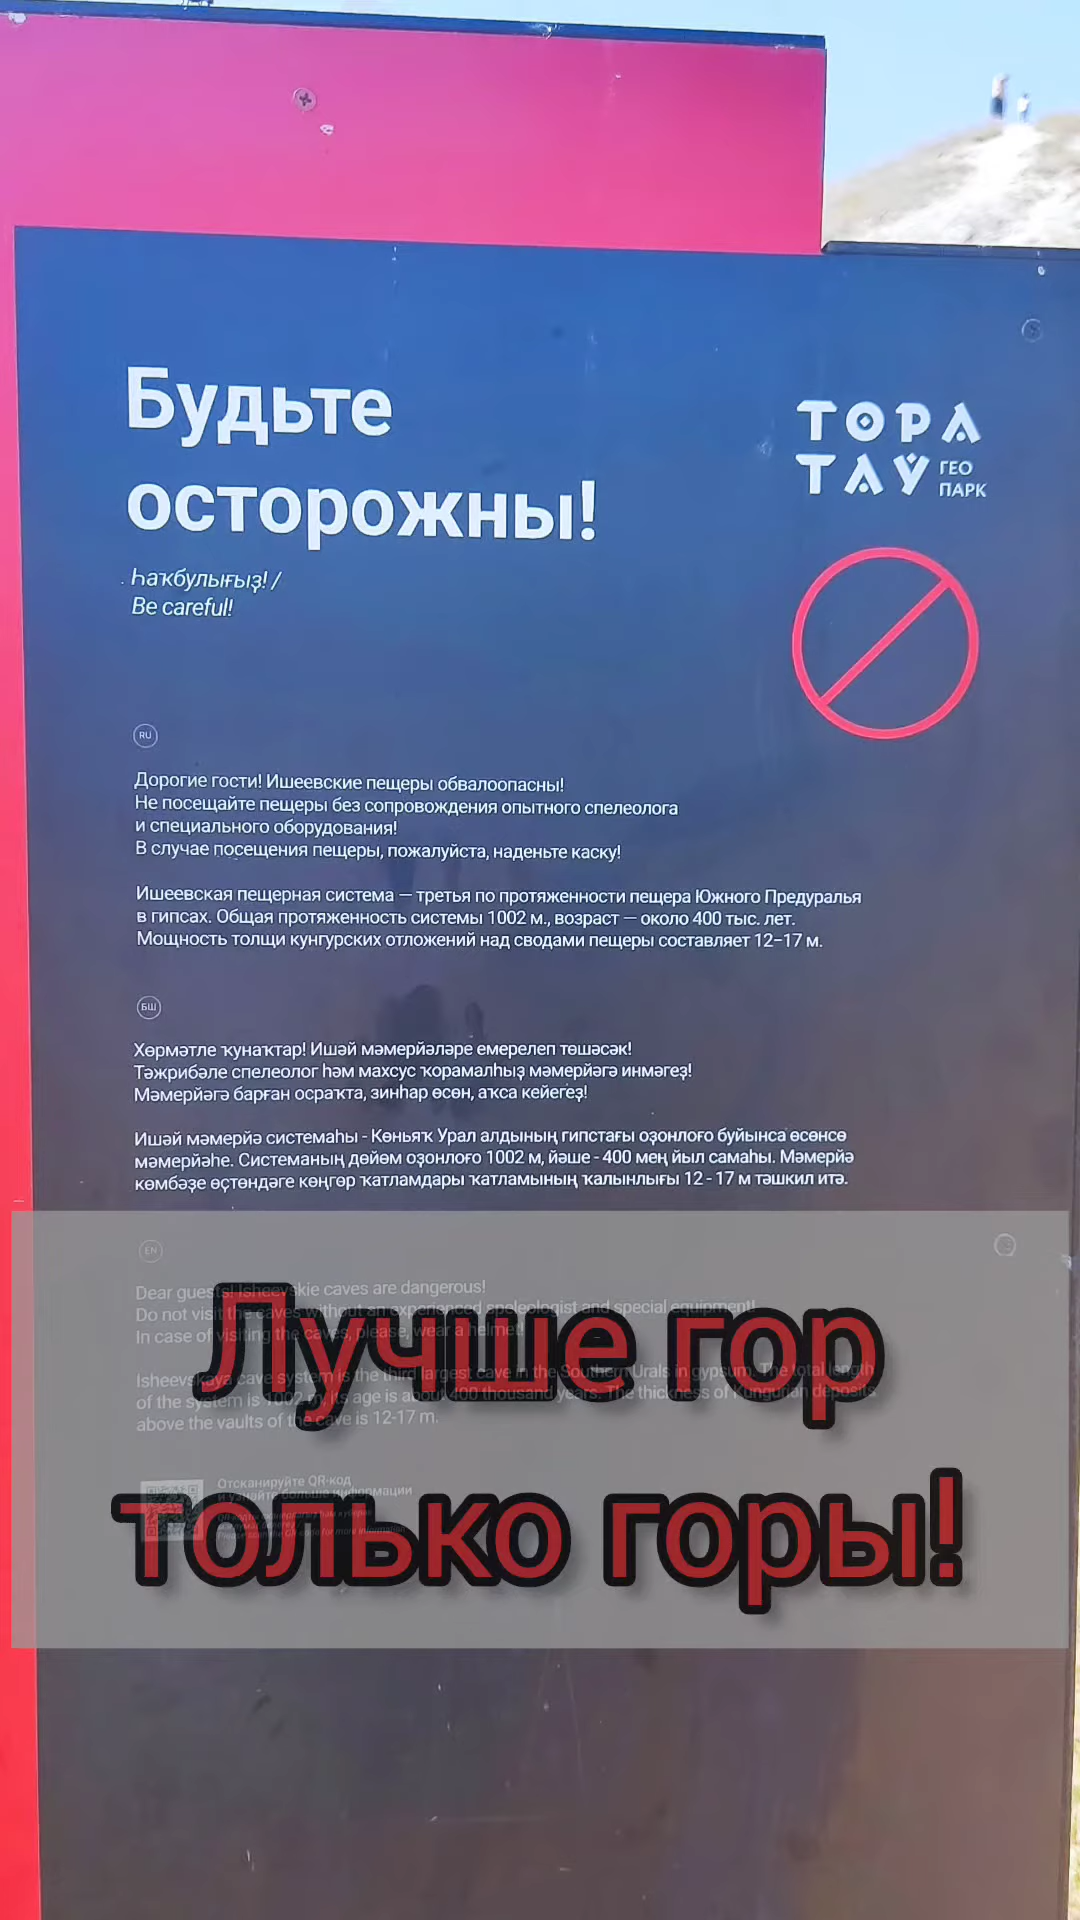 Будьте
осторожны!
Һаҡбулығыҙ! /
Be careful!
ТОРА
ТАУ ГЕО
ПАРК
RU
Дорогие гости! Ишеевские пещеры обвалоопасны!
Не посещайте пещеры без сопровождения опытного спелеолога
и специального оборудования!
В случае посещения пещеры, пожалуйста, наденьте каску!
Ишеевская пещерная система — третья по протяженности пещера Южного Предуралья
в гипсах. Общая протяженность системы 1002 м., возраст — около 400 тыс. лет.
Мощность толщи кунгурских отложений над сводами пещеры составляет 12–17 м.
БШ
Хөрмәтле ҡунаҡтар! Ишәй мәмерйәләре емерелеп төшәсәк!
Тәжрибәле спелеолог һәм махсус ҡорамалһыҙ мәмерйәгә инмәгеҙ!
Мәмерйәгә барған осраҡта, зинһар өсөн, аҡса кейегеҙ!
Ишәй мәмерйә системаһы - Көньяҡ Урал алдының гипстағы оҙонлоғо буйынса өсөнсө
мәмерйәһе. Системаның дөйөм оҙонлоғо 1002 м, йәше - 400 мең йыл самаһы. Мәмерйә
көмбәҙе өҫтөндәге көңгөр ҡатламдары ҡатламының ҡалынлығы 12 - 17 м тәшкил итә.
EN
Dear guests! Isheevskie caves are dangerous!
Do not visit the caves without an experienced speleologist and special equipment!
In case of visiting the caves, please, wear a helmet!
Isheevskaya cave system is the third largest cave in the Southern Urals in gypsum. The total length
of the system is 1002 m, its age is about 400 thousand years. The thickness of Kungurian deposits
above the vaults of the cave is 12-17 m.
Отсканируйте QR-код
и узнайте больше информации
Лучше гор
только горы!